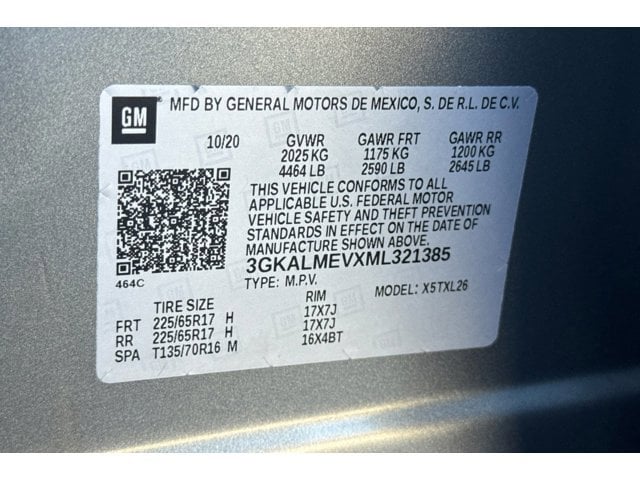 GM ® MFD BY GENERAL MOTORS DE MEXICO, S. DE R.L. DE C.V.
10/20 GVWR GAWR FRT GAWR RR
2025 KG 1175 KG 1200 KG
4464 LB 2590 LB 2645 LB
THIS VEHICLE CONFORMS TO ALL
APPLICABLE U.S. FEDERAL MOTOR
VEHICLE SAFETY AND THEFT PREVENTION
STANDARDS IN EFFECT ON THE DATE OF
MANUFACTURE SHOWN ABOVE.
3GKALMEVXML321385
464C TYPE: M.P.V. MODEL: X5TXL26
TIRE SIZE RIM
FRT 225/65R17 H 17X7J
RR 225/65R17 H 17X7J
SPA T135/70R16 M 16X4BT